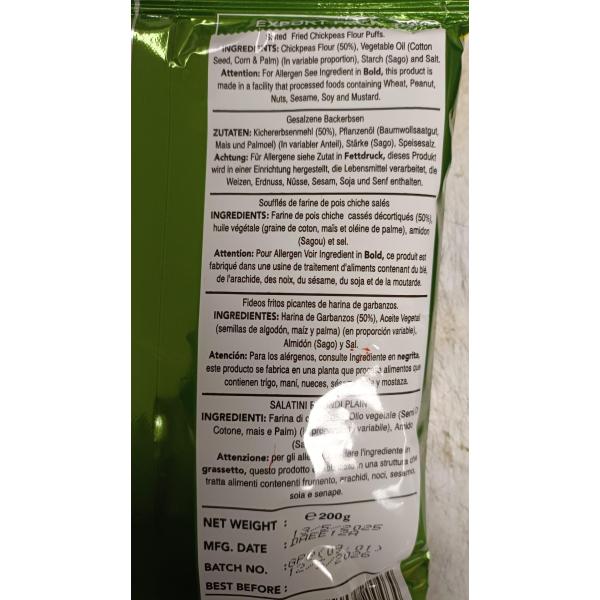 EXPORT PACK
Salted Fried Chickpeas Flour Puffs.
INGREDIENTS: Chickpeas Flour (50%), Vegetable Oil (Cotton
Seed, Corn & Palm) (In variable proportion), Starch (Sago) and Salt.
Attention: For Allergen See Ingredient in Bold, this product is
made in a facility that processed foods containing Wheat, Peanut,
Nuts, Sesame, Soy and Mustard.
Gesalzene Backerbsen
ZUTATEN: Kichererbsenmehl (50%), Pflanzenöl (Baumwollsaatgut,
Mais und Palmoel) (In variabler Anteil), Stärke (Sago), Speisesalz.
Achtung: Für Allergene siehe Zutat in Fettdruck, dieses Produkt
wird in einer Einrichtung hergestellt, die Lebensmittel verarbeitet, die
Weizen, Erdnuss, Nüsse, Sesam, Soja und Senf enthalten.
Soufflés de farine de pois chiche salés
INGREDIENTS: Farine de pois chiche cassés décortiqués (50%),
huile végétale (graine de coton, maïs et oléine de palme), amidon
(Sagou) et sel.
Attention: Pour Allergen Voir Ingredient in Bold, ce produit est
fabriqué dans une usine de traitement d'aliments contenant du blé,
de l'arachide, des noix, du sésame, du soja et de la moutarde.
Fideos fritos picantes de harina de garbanzos.
INGREDIENTES: Harina de Garbanzos (50%), Aceite Vegetal
(semillas de algodón, maíz y palma) (en proporción variable),
Almidón (Sago) y Sal.
Atención: Para los alérgenos, consulte Ingrediente en negrita,
este producto se fabrica en una planta que procesa alimentos que
contienen trigo, maní, nueces, y mostaza.
SALATINI PLAIN
INGREDIENTI: Farina di Olio vegetale (Semi
Cotone, mais e Palm) variabile), Amido
Attenzione: per gli l'ingrediente in
grassetto, questo prodotto in una struttura che
tratta alimenti contenenti frumento, arachidi, noci, sesamo,
soia e senape.
NET WEIGHT : ℮ 200g
MFG. DATE : 13/5/2025
BATCH NO. :
BEST BEFORE :